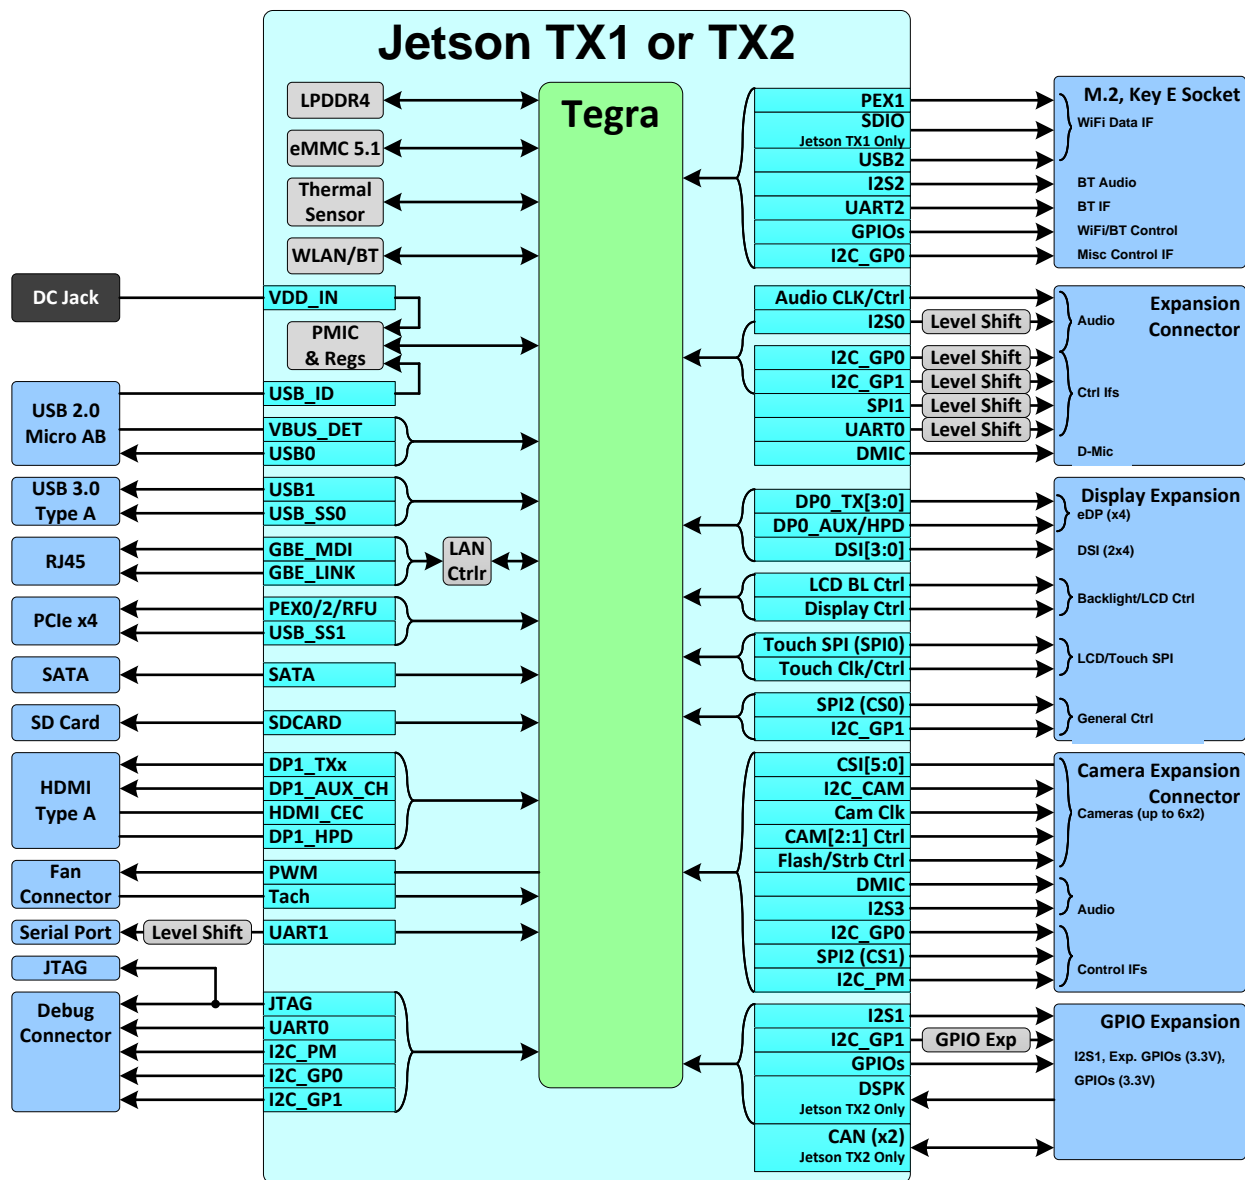 Jetson TX1 or TX2
Tegra
LPDDR4
eMMC 5.1
Thermal
Sensor
WLAN/BT
DC Jack
VDD_IN
PMIC
& Regs
USB 2.0
Micro AB
USB_ID
VBUS_DET
USB0
USB 3.0
Type A
USB1
USB_SS0
RJ45
GBE_MDI
GBE_LINK
LAN
Ctrlr
PCIe x4
PEX0/2/RFU
USB_SS1
SATA
SATA
SD Card
SDCARD
HDMI
Type A
DP1_TXx
DP1_AUX_CH
HDMI_CEC
DP1_HPD
Fan
Connector
PWM
Tach
Serial Port
Level Shift
UART1
JTAG
Debug
Connector
JTAG
UART0
I2C_PM
I2C_GP0
I2C_GP1
PEX1
SDIO
Jetson TX1 Only
USB2
I2S2
UART2
GPIOs
I2C_GP0
M.2, Key E Socket
WiFi Data IF
BT Audio
BT IF
WiFi/BT Control
Misc Control IF
Audio CLK/Ctrl
I2S0
Level Shift
I2C_GP0
Level Shift
I2C_GP1
Level Shift
SPI1
Level Shift
UART0
Level Shift
DMIC
Expansion
Connector
Audio
Ctrl Ifs
D-Mic
DP0_TX[3:0]
DP0_AUX/HPD
DSI[3:0]
LCD BL Ctrl
Display Ctrl
Touch SPI (SPI0)
Touch Clk/Ctrl
SPI2 (CS0)
I2C_GP1
Display Expansion
eDP (x4)
DSI (2x4)
Backlight/LCD Ctrl
LCD/Touch SPI
General Ctrl
CSI[5:0]
I2C_CAM
Cam Clk
CAM[2:1] Ctrl
Flash/Strb Ctrl
DMIC
I2S3
I2C_GP0
SPI2 (CS1)
I2C_PM
Camera Expansion
Connector
Cameras (up to 6x2)
Audio
Control IFs
I2S1
I2C_GP1
GPIO Exp
GPIOs
DSPK
Jetson TX2 Only
CAN (x2)
Jetson TX2 Only
GPIO Expansion
I2S1, Exp. GPIOs (3.3V),
GPIOs (3.3V)